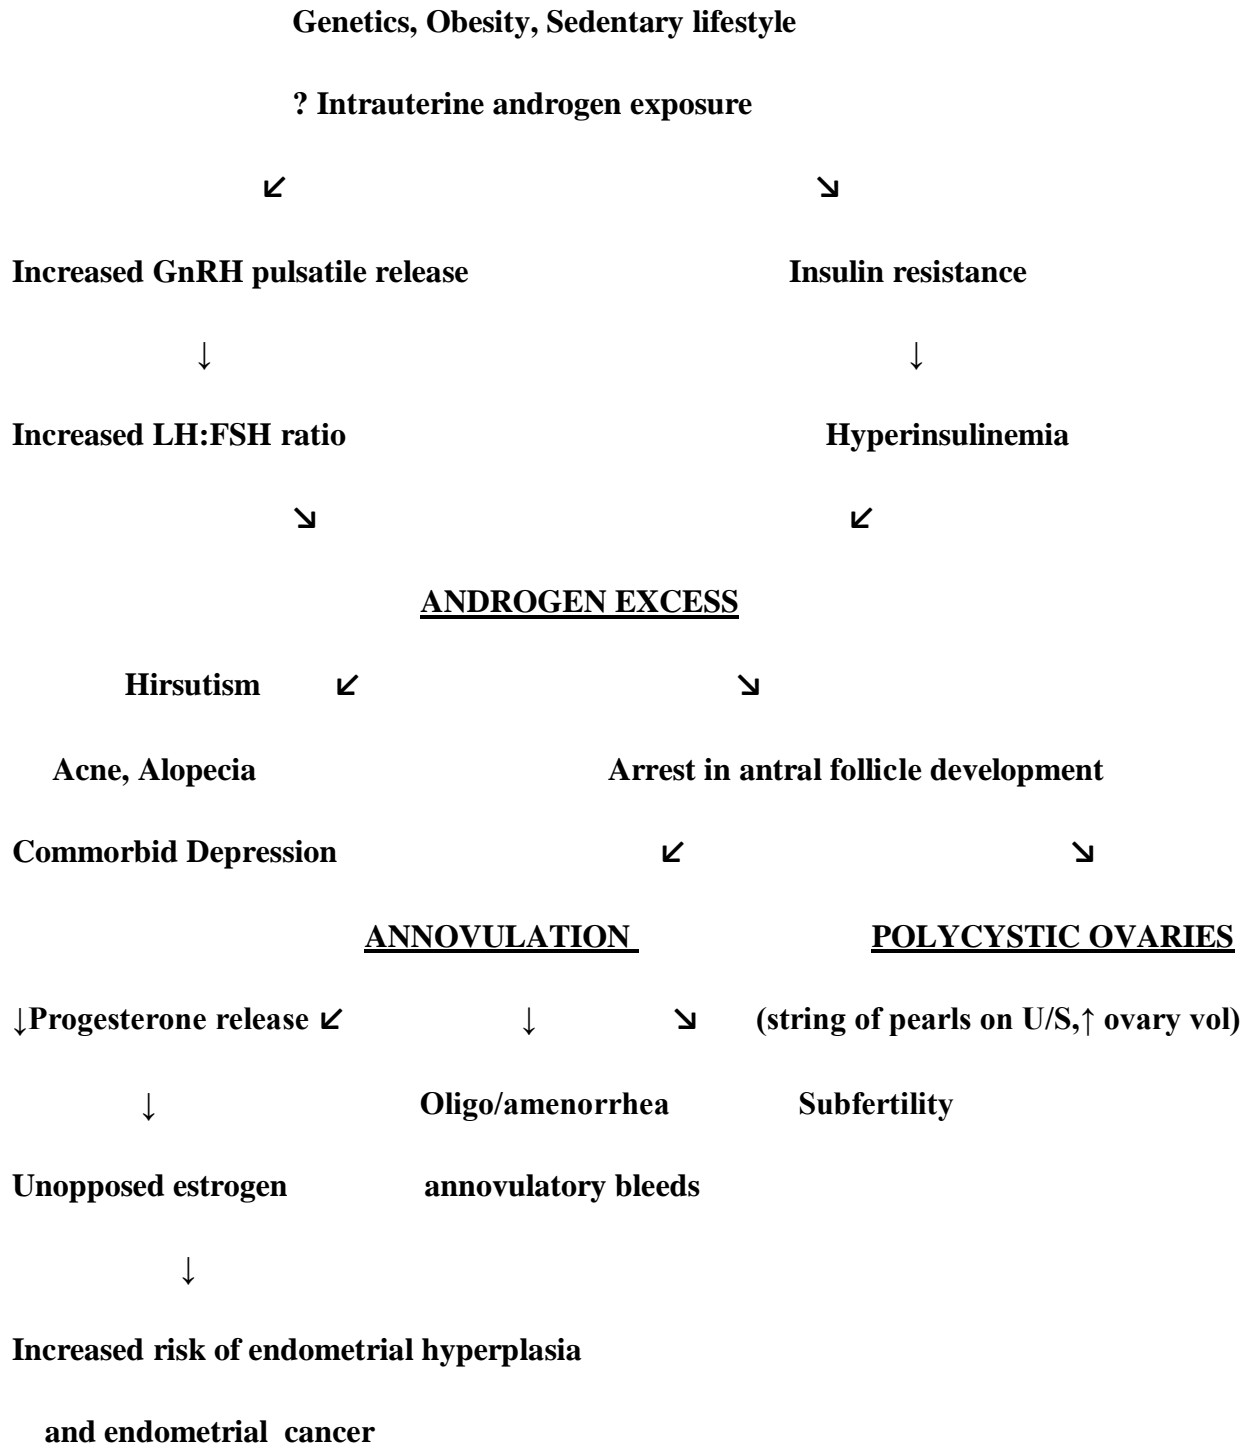 Genetics, Obesity, Sedentary lifestyle
? Intrauterine androgen exposure
↙ ↘
Increased GnRH pulsatile release Insulin resistance
↓ ↓
Increased LH:FSH ratio Hyperinsulinemia
↘ ↙
ANDROGEN EXCESS
Hirsutism ↙ ↘
Acne, Alopecia Arrest in antral follicle development
Commorbid Depression ↙ ↘
ANNOVULATION POLYCYSTIC OVARIES
↓Progesterone release ↙ ↓ ↘ (string of pearls on U/S,↑ ovary vol)
↓ Oligo/amenorrhea Subfertility
Unopposed estrogen annovulatory bleeds
↓
Increased risk of endometrial hyperplasia
and endometrial cancer